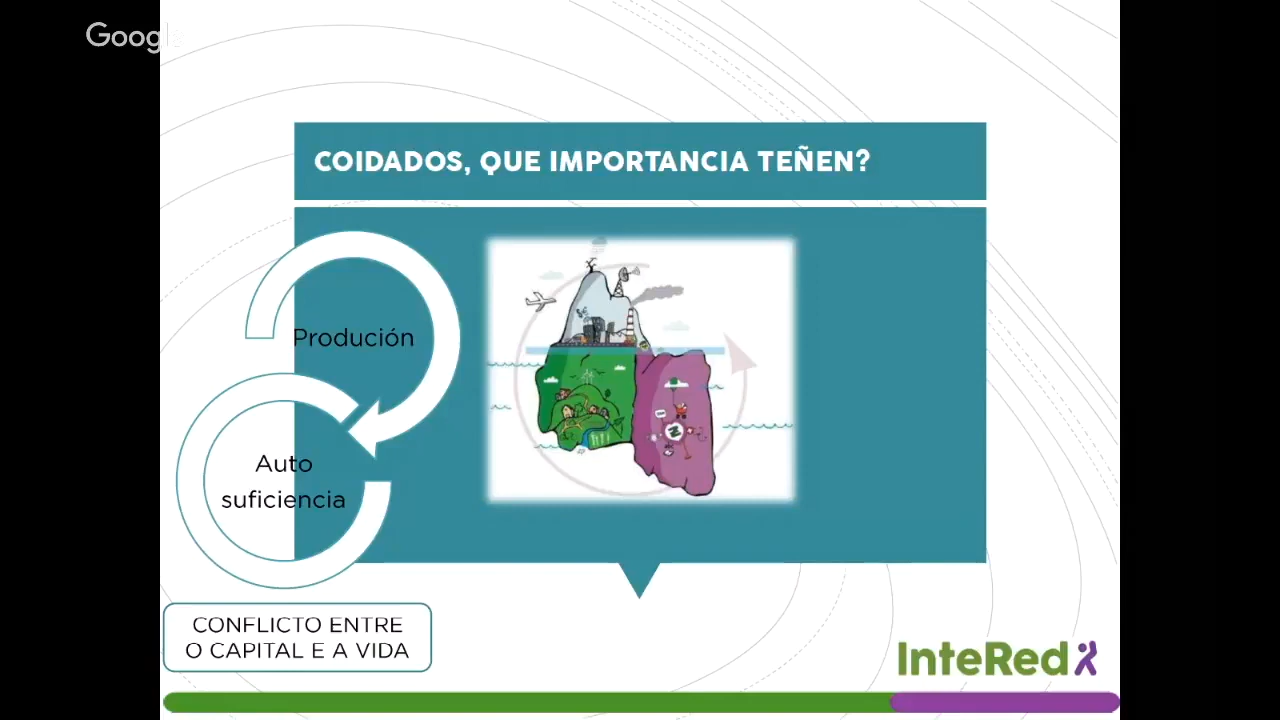 Google
COIDADOS, QUE IMPORTANCIA TEÑEN?
Produción
Auto
suficiencia
CONFLICTO ENTRE
O CAPITAL E A VIDA
InteRed